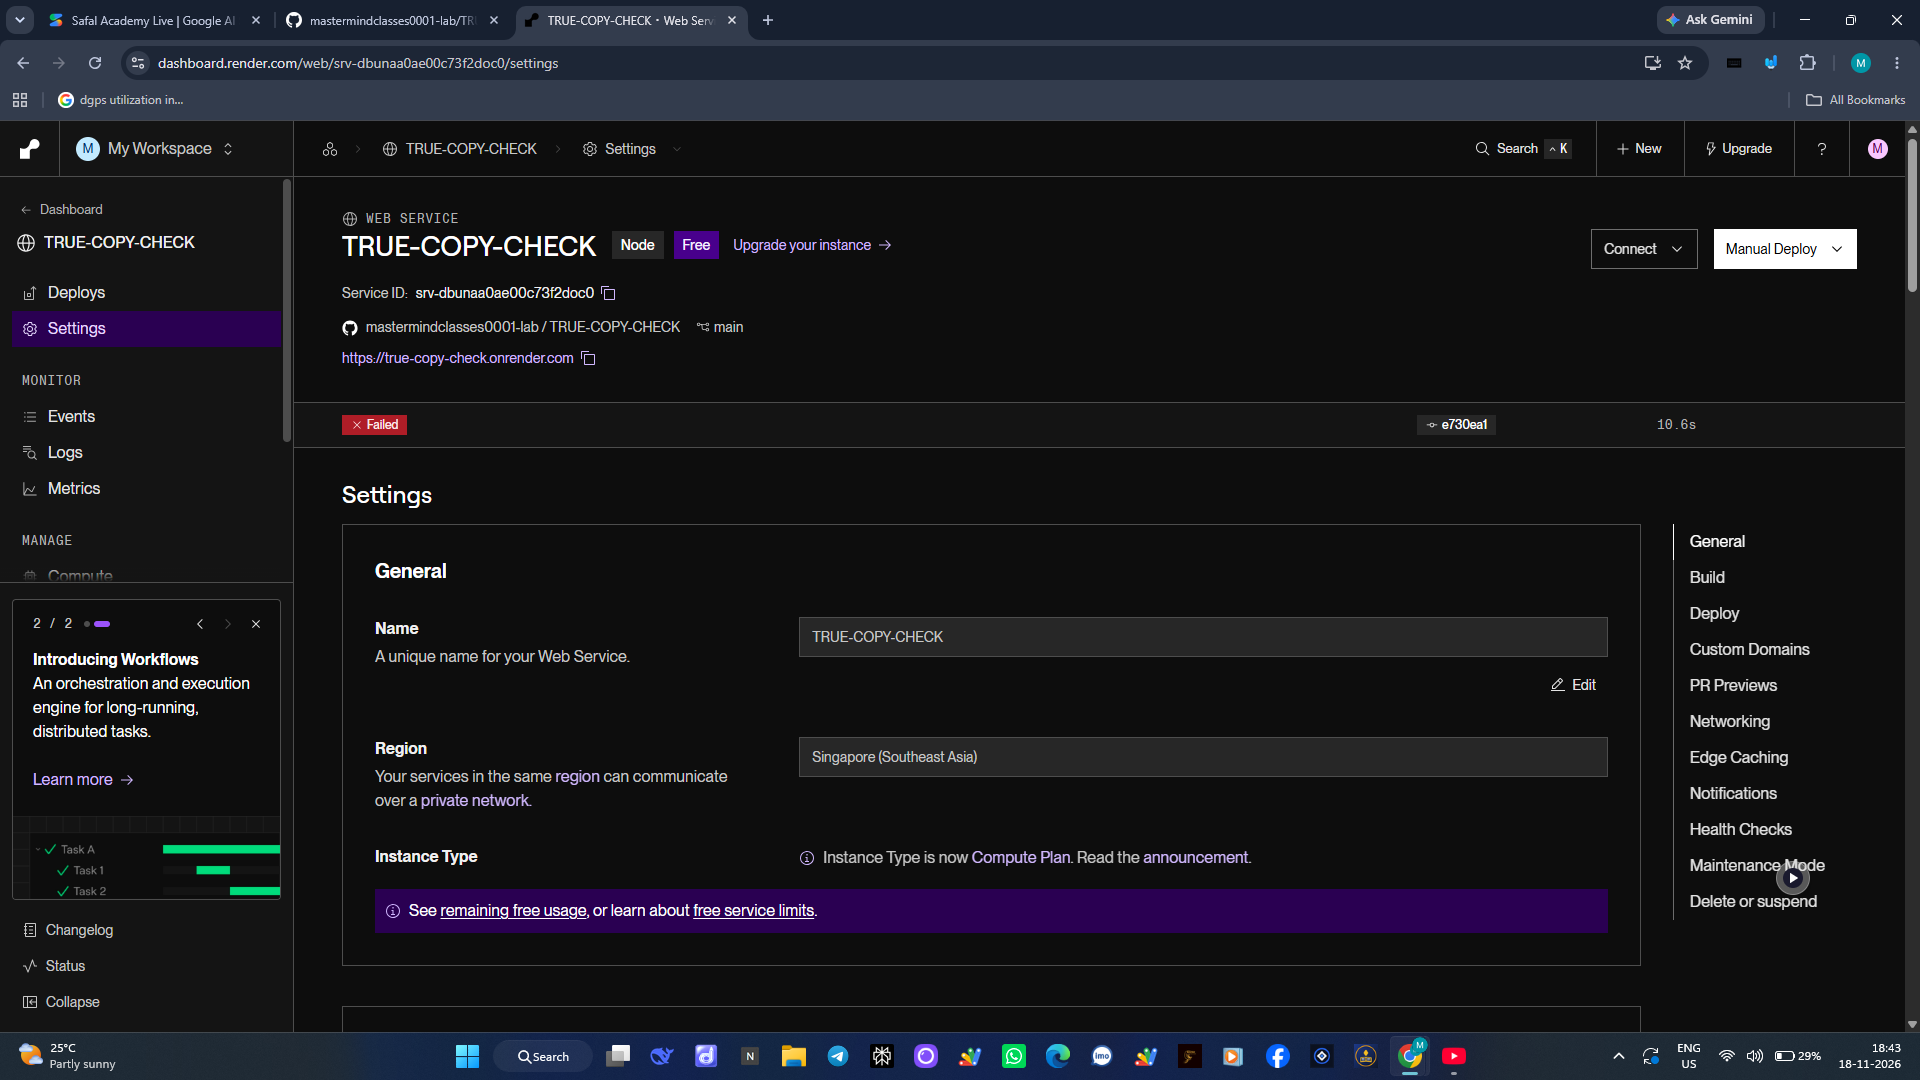 Safal Academy Live | Google AI
mastermindclasses0001-lab/TR
TRUE-COPY-CHECK · Web Serv
Ask Gemini
dashboard.render.com/web/srv-dbunaa0ae00c73f2doc0/settings
M
dgps utilization in...
All Bookmarks
M
My Workspace
TRUE-COPY-CHECK
Settings
Search
K
New
Upgrade
?
M
Dashboard
TRUE-COPY-CHECK
Deploys
Settings
MONITOR
Events
Logs
Metrics
MANAGE
Compute
2 / 2
Introducing Workflows
An orchestration and execution
engine for long-running,
distributed tasks.
Learn more
Task A
Task 1
Task 2
Changelog
Status
Collapse
WEB SERVICE
TRUE-COPY-CHECK
Node
Free
Upgrade your instance
Connect
Manual Deploy
Service ID: srv-dbunaa0ae00c73f2doc0
mastermindclasses0001-lab / TRUE-COPY-CHECK
main
https://true-copy-check.onrender.com
Failed
e730ea1
10.6s
Settings
General
Name
A unique name for your Web Service.
TRUE-COPY-CHECK
Edit
Region
Your services in the same region can communicate
over a private network.
Singapore (Southeast Asia)
Instance Type
Instance Type is now Compute Plan. Read the announcement.
See remaining free usage, or learn about free service limits.
General
Build
Deploy
Custom Domains
PR Previews
Networking
Edge Caching
Notifications
Health Checks
Maintenance Mode
Delete or suspend
25°C
Partly sunny
Search
N
imo
M
ENG
US
29%
18:43
18-11-2026